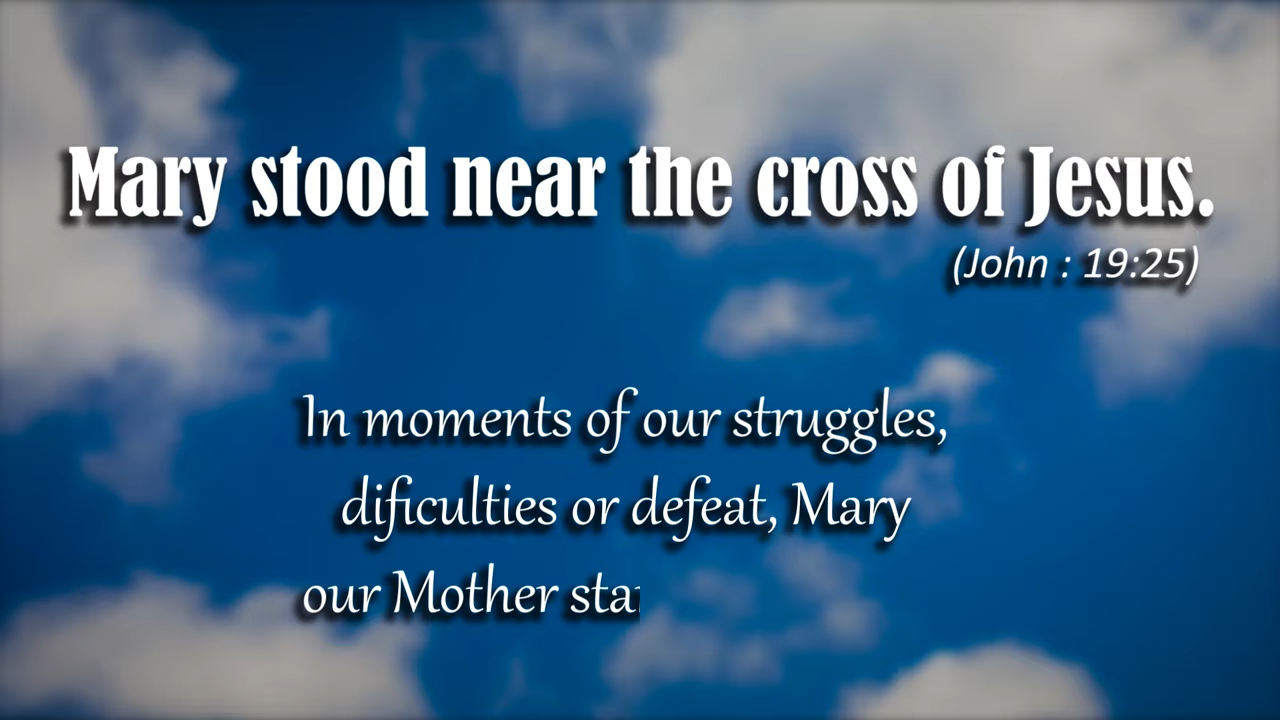 Mary stood near the cross of Jesus.
(John : 19:25)
In moments of our struggles,
dificulties or defeat, Mary
our Mother